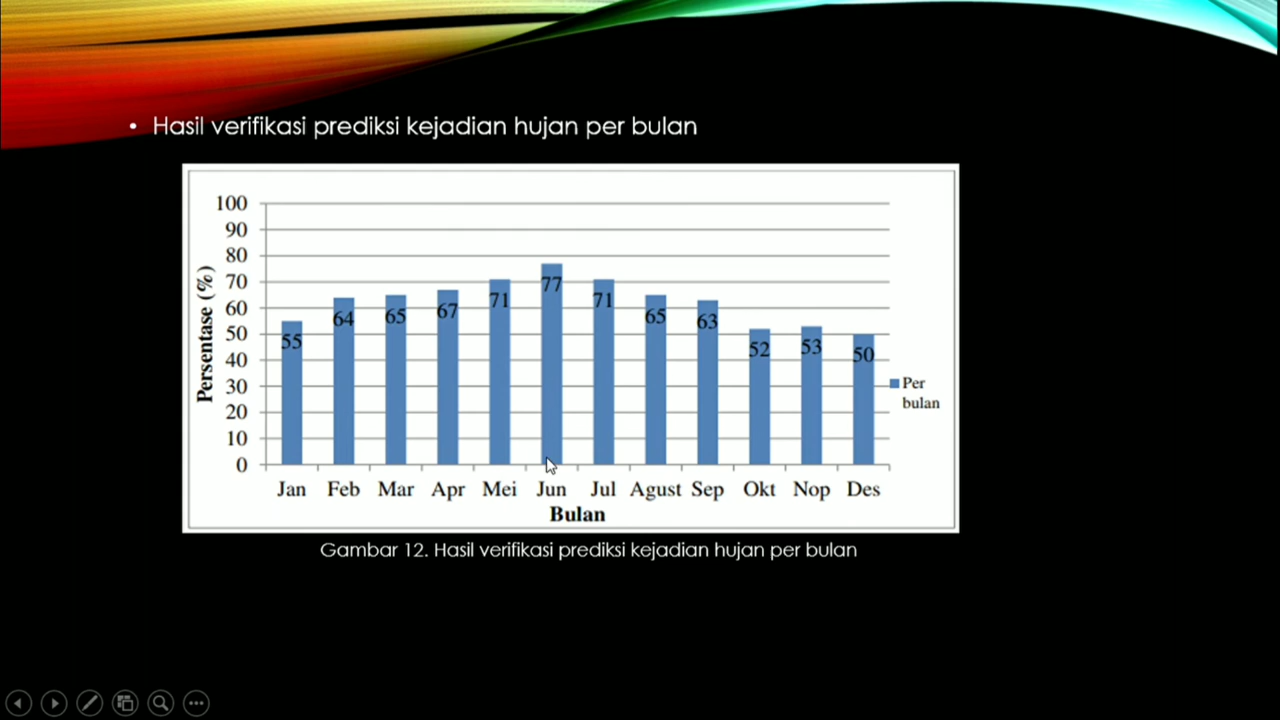 • Hasil verifikasi prediksi kejadian hujan per bulan
100
90
80
70
60
50
40
30
20
10
0
Persentase (%)
55 64 65 67 71 77 71 65 63 52 53 50
Per
bulan
Jan Feb Mar Apr Mei Jun Jul Agust Sep Okt Nop Des
Bulan
Gambar 12. Hasil verifikasi prediksi kejadian hujan per bulan